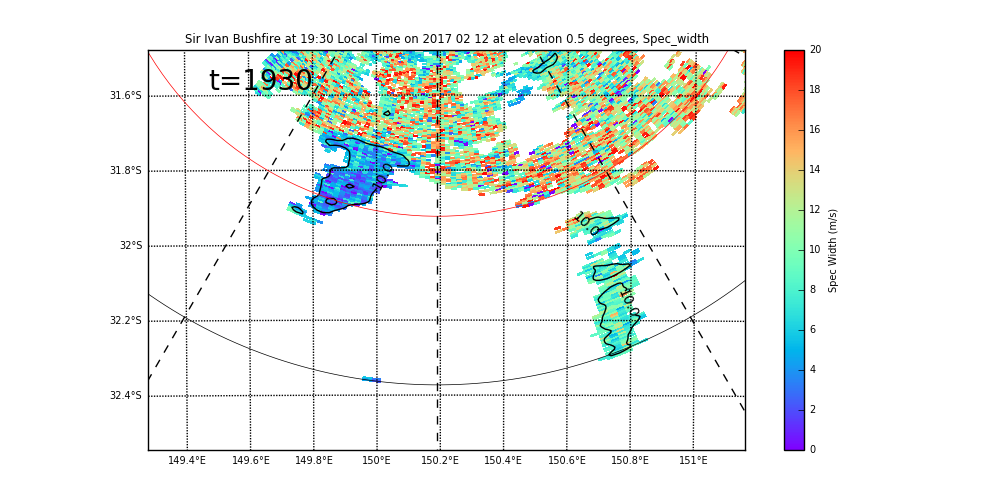 Sir Ivan Bushfire at 19:30 Local Time on 2017 02 12 at elevation 0.5 degrees, Spec_width
t=1930
31.6°S
31.8°S
32°S
32.2°S
32.4°S
149.4°E 149.6°E 149.8°E 150°E 150.2°E 150.4°E 150.6°E 150.8°E 151°E
20
18
16
14
12
10
8
6
4
2
0
Spec Width (m/s)